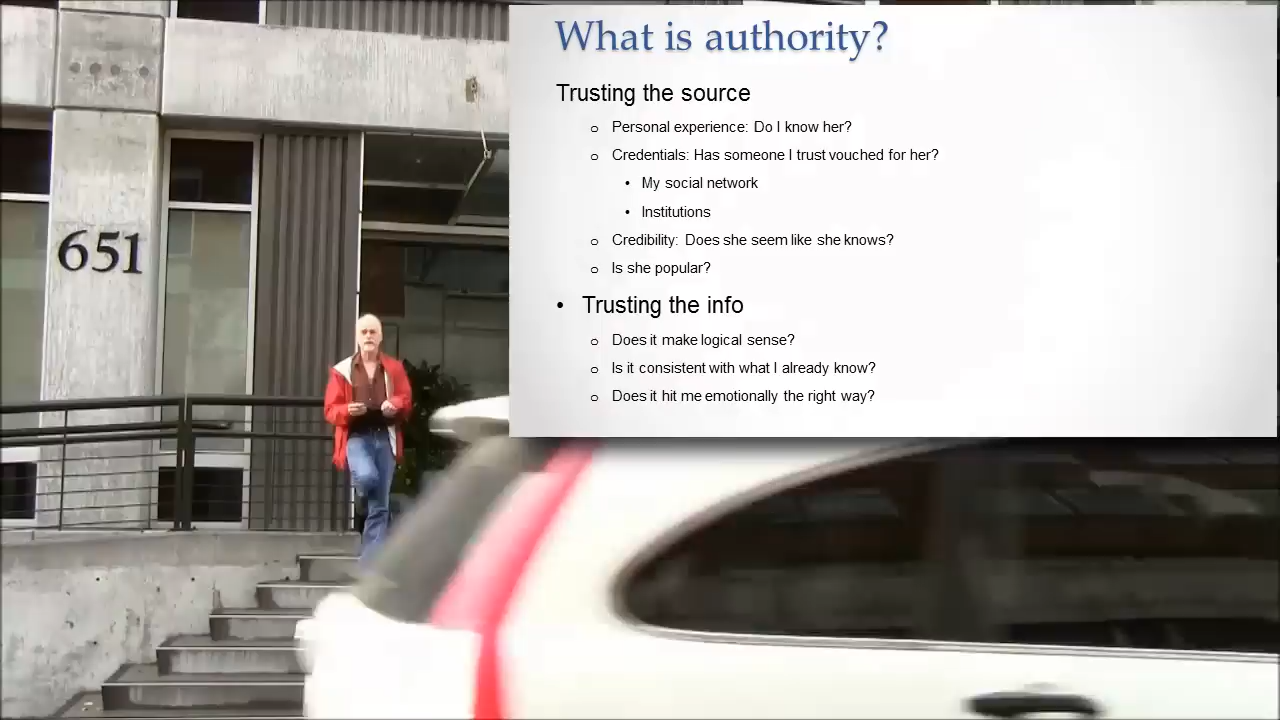 651
What is authority?
Trusting the source
o Personal experience: Do I know her?
o Credentials: Has someone I trust vouched for her?
• My social network
• Institutions
o Credibility: Does she seem like she knows?
o Is she popular?
• Trusting the info
o Does it make logical sense?
o Is it consistent with what I already know?
o Does it hit me emotionally the right way?